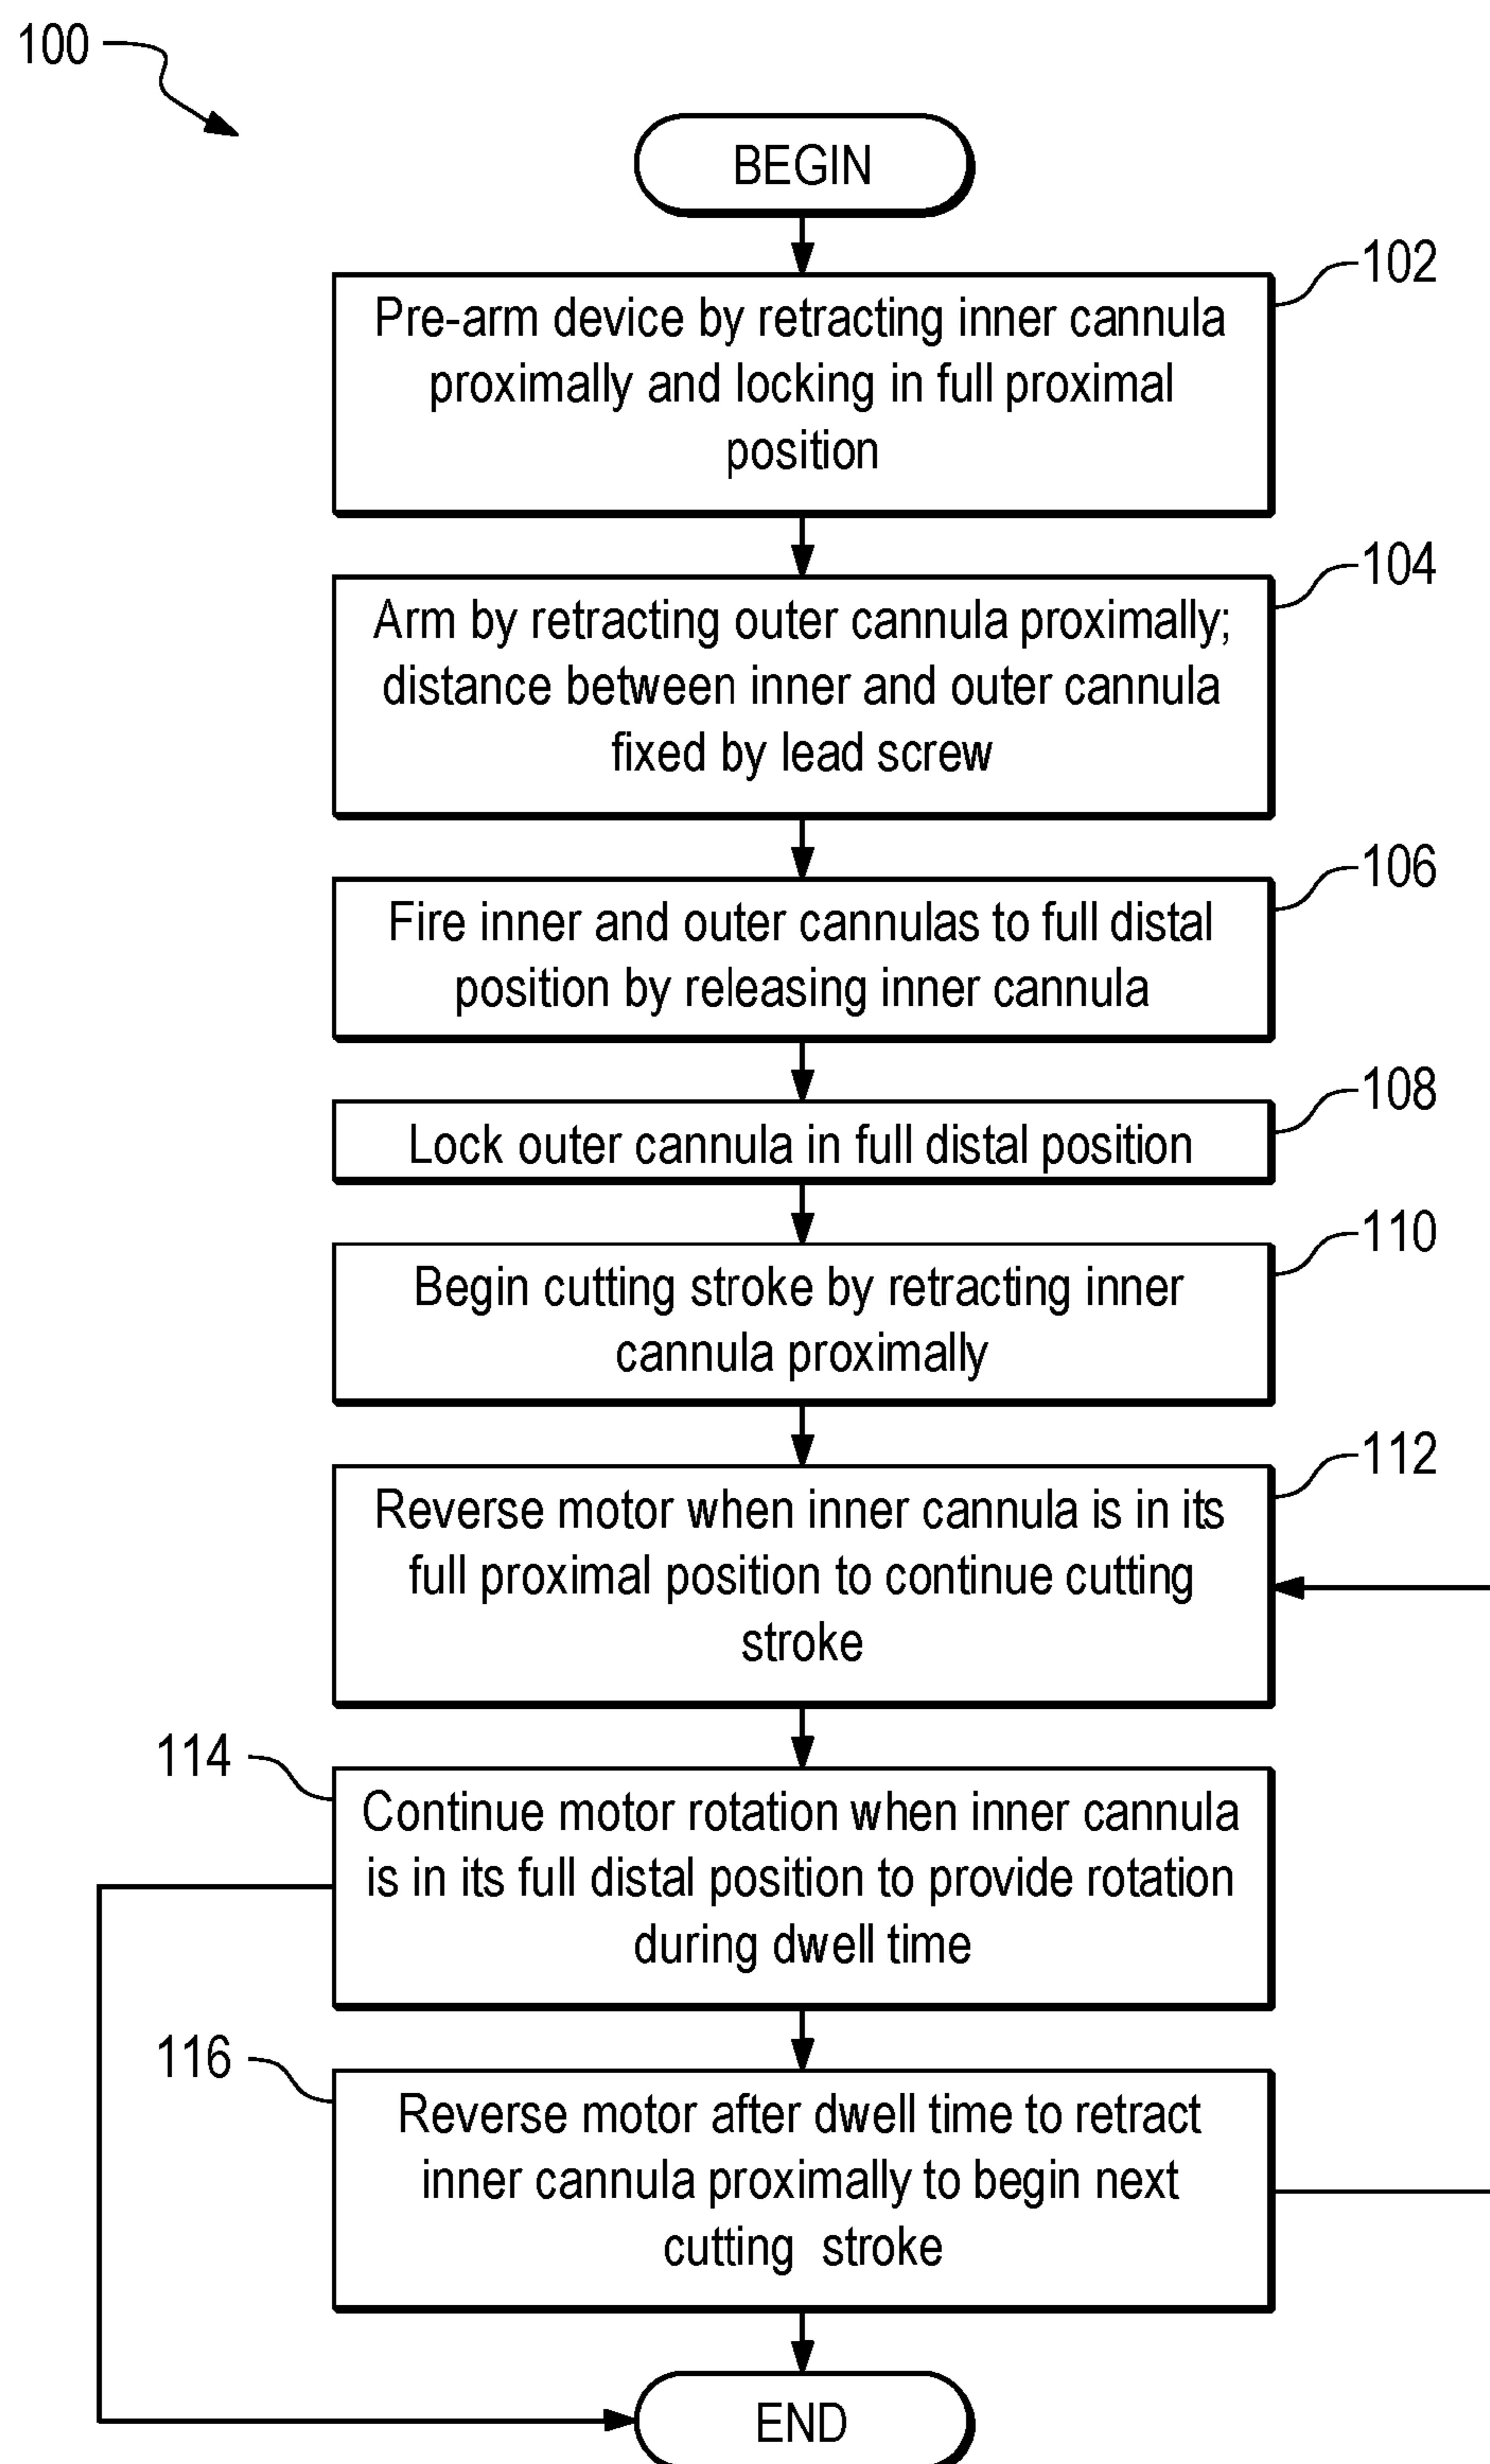 100
BEGIN
102
Pre-arm device by retracting inner cannula
proximally and locking in full proximal
position
104
Arm by retracting outer cannula proximally;
distance between inner and outer cannula
fixed by lead screw
106
Fire inner and outer cannulas to full distal
position by releasing inner cannula
108
Lock outer cannula in full distal position
110
Begin cutting stroke by retracting inner
cannula proximally
112
Reverse motor when inner cannula is in its
full proximal position to continue cutting
stroke
114
Continue motor rotation when inner cannula
is in its full distal position to provide rotation
during dwell time
116
Reverse motor after dwell time to retract
inner cannula proximally to begin next
cutting stroke
END